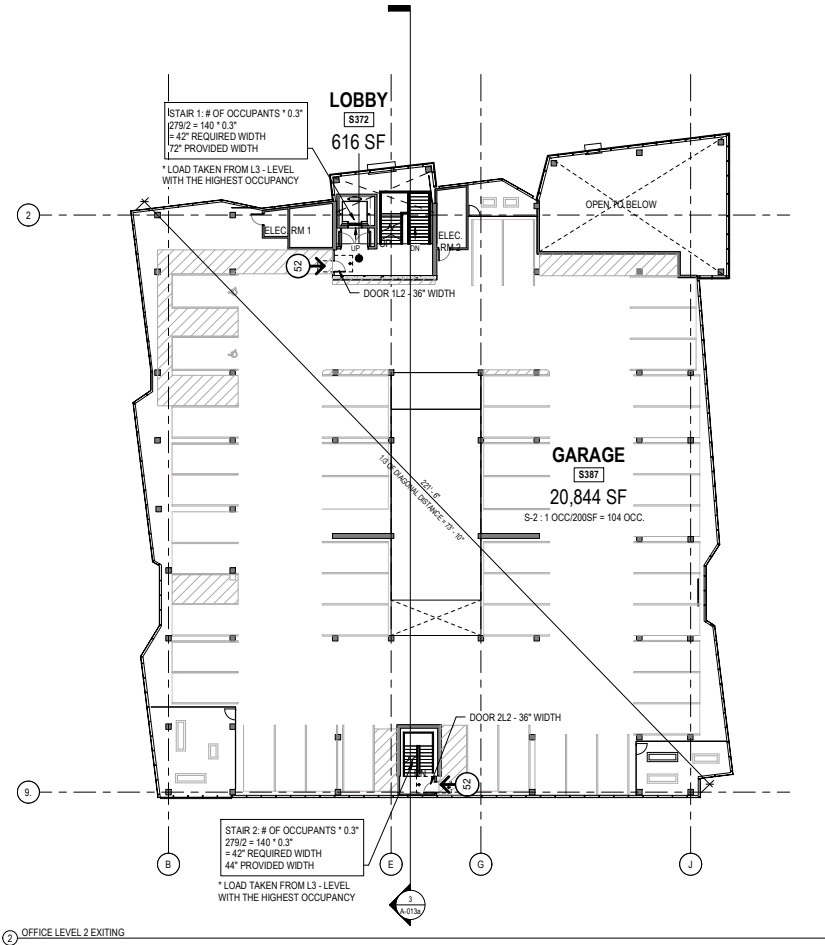 LOBBY
S372
616 SF
STAIR 1: # OF OCCUPANTS * 0.3"
279/2 = 140 * 0.3"
= 42" REQUIRED WIDTH
72" PROVIDED WIDTH
* LOAD TAKEN FROM L3 - LEVEL
WITH THE HIGHEST OCCUPANCY
2
OPEN TO BELOW
ELEC. RM 1
ELEC.
RM 2
UP
UP
DN
52
DOOR 1L2 - 36" WIDTH
GARAGE
S387
20,844 SF
S-2 : 1 OCC/200SF = 104 OCC.
221' - 6"
1/3 OF DIAGONAL DISTANCE = 73' - 10"
DOOR 2L2 - 36" WIDTH
52
9.
STAIR 2: # OF OCCUPANTS * 0.3"
279/2 = 140 * 0.3"
= 42" REQUIRED WIDTH
44" PROVIDED WIDTH
* LOAD TAKEN FROM L3 - LEVEL
WITH THE HIGHEST OCCUPANCY
B
E
G
J
3
A-013a
2 OFFICE LEVEL 2 EXITING